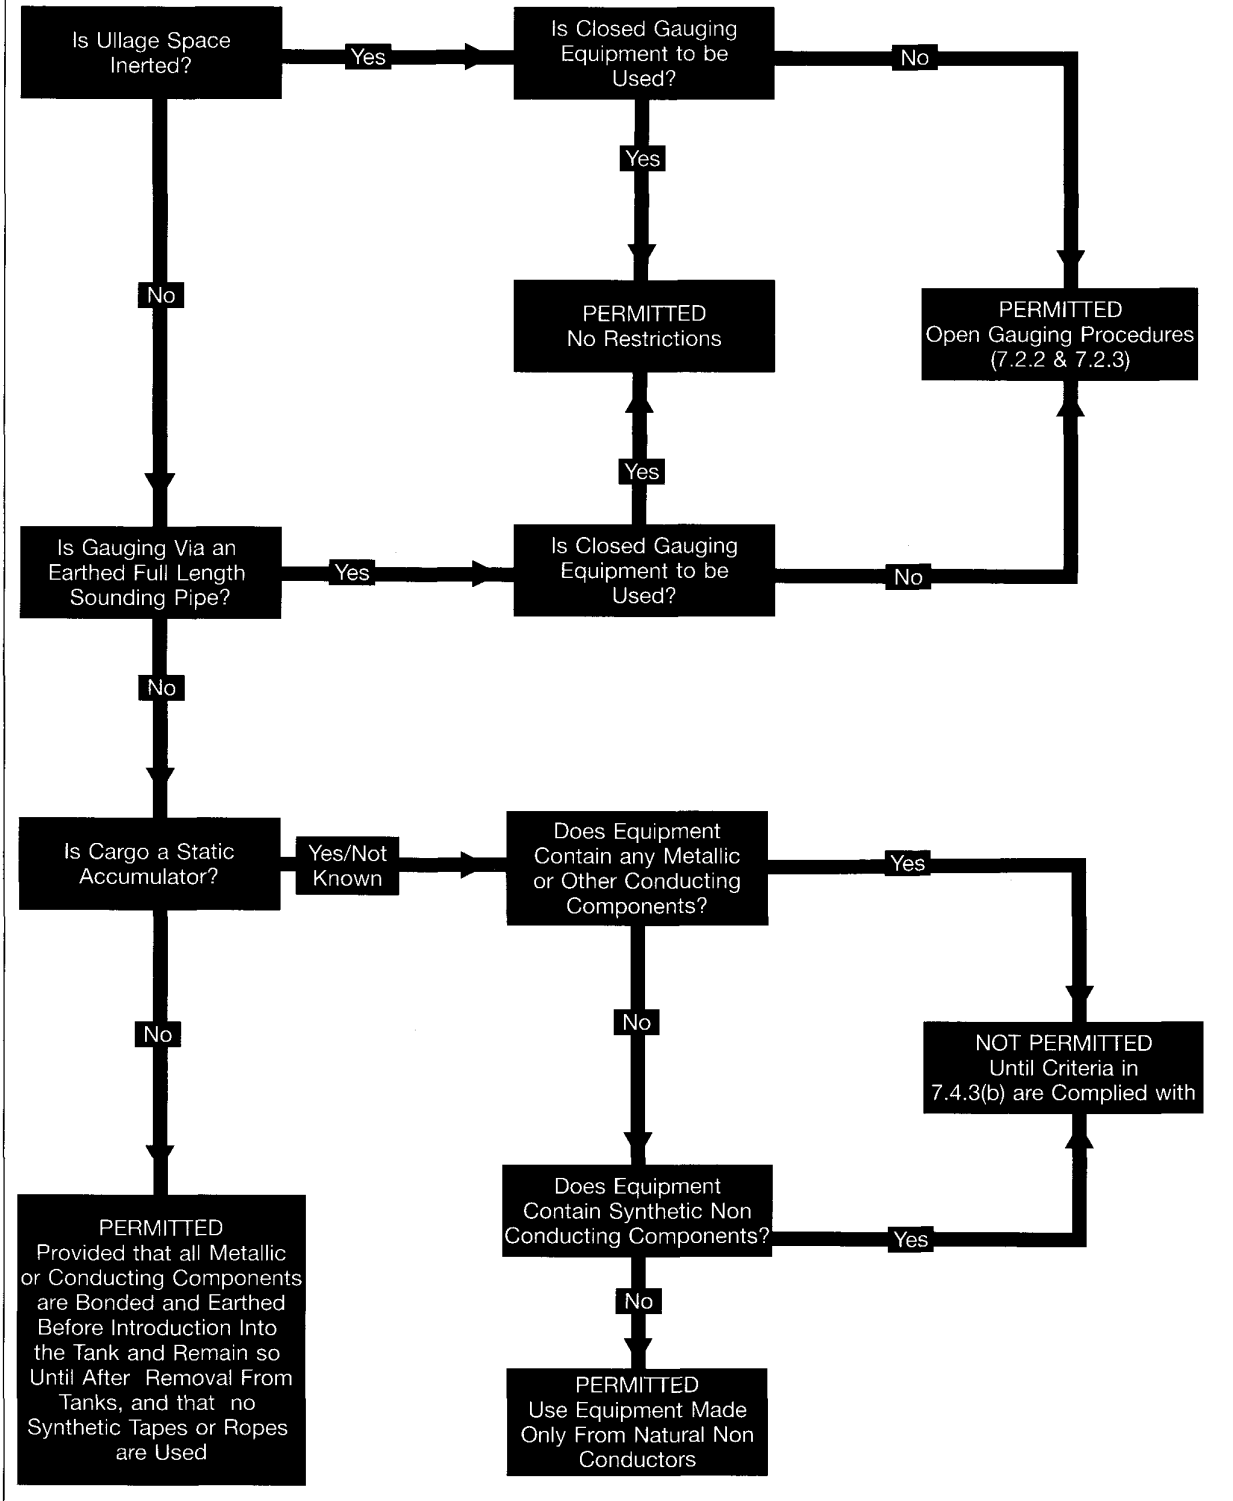 Is Ullage Space
Inerted?
Yes
Is Closed Gauging
Equipment to be
Used?
No
Yes
No
PERMITTED
No Restrictions
PERMITTED
Open Gauging Procedures
(7.2.2 & 7.2.3)
Yes
Is Gauging Via an
Earthed Full Length
Sounding Pipe?
Yes
Is Closed Gauging
Equipment to be
Used?
No
No
Is Cargo a Static
Accumulator?
Yes/Not
Known
Does Equipment
Contain any Metallic
or Other Conducting
Components?
Yes
No
No
NOT PERMITTED
Until Criteria in
7.4.3(b) are Complied with
Does Equipment
Contain Synthetic Non
Conducting Components?
Yes
PERMITTED
Provided that all Metallic
or Conducting Components
are Bonded and Earthed
Before Introduction Into
the Tank and Remain so
Until After Removal From
Tanks, and that no
Synthetic Tapes or Ropes
are Used
No
PERMITTED
Use Equipment Made
Only From Natural Non
Conductors